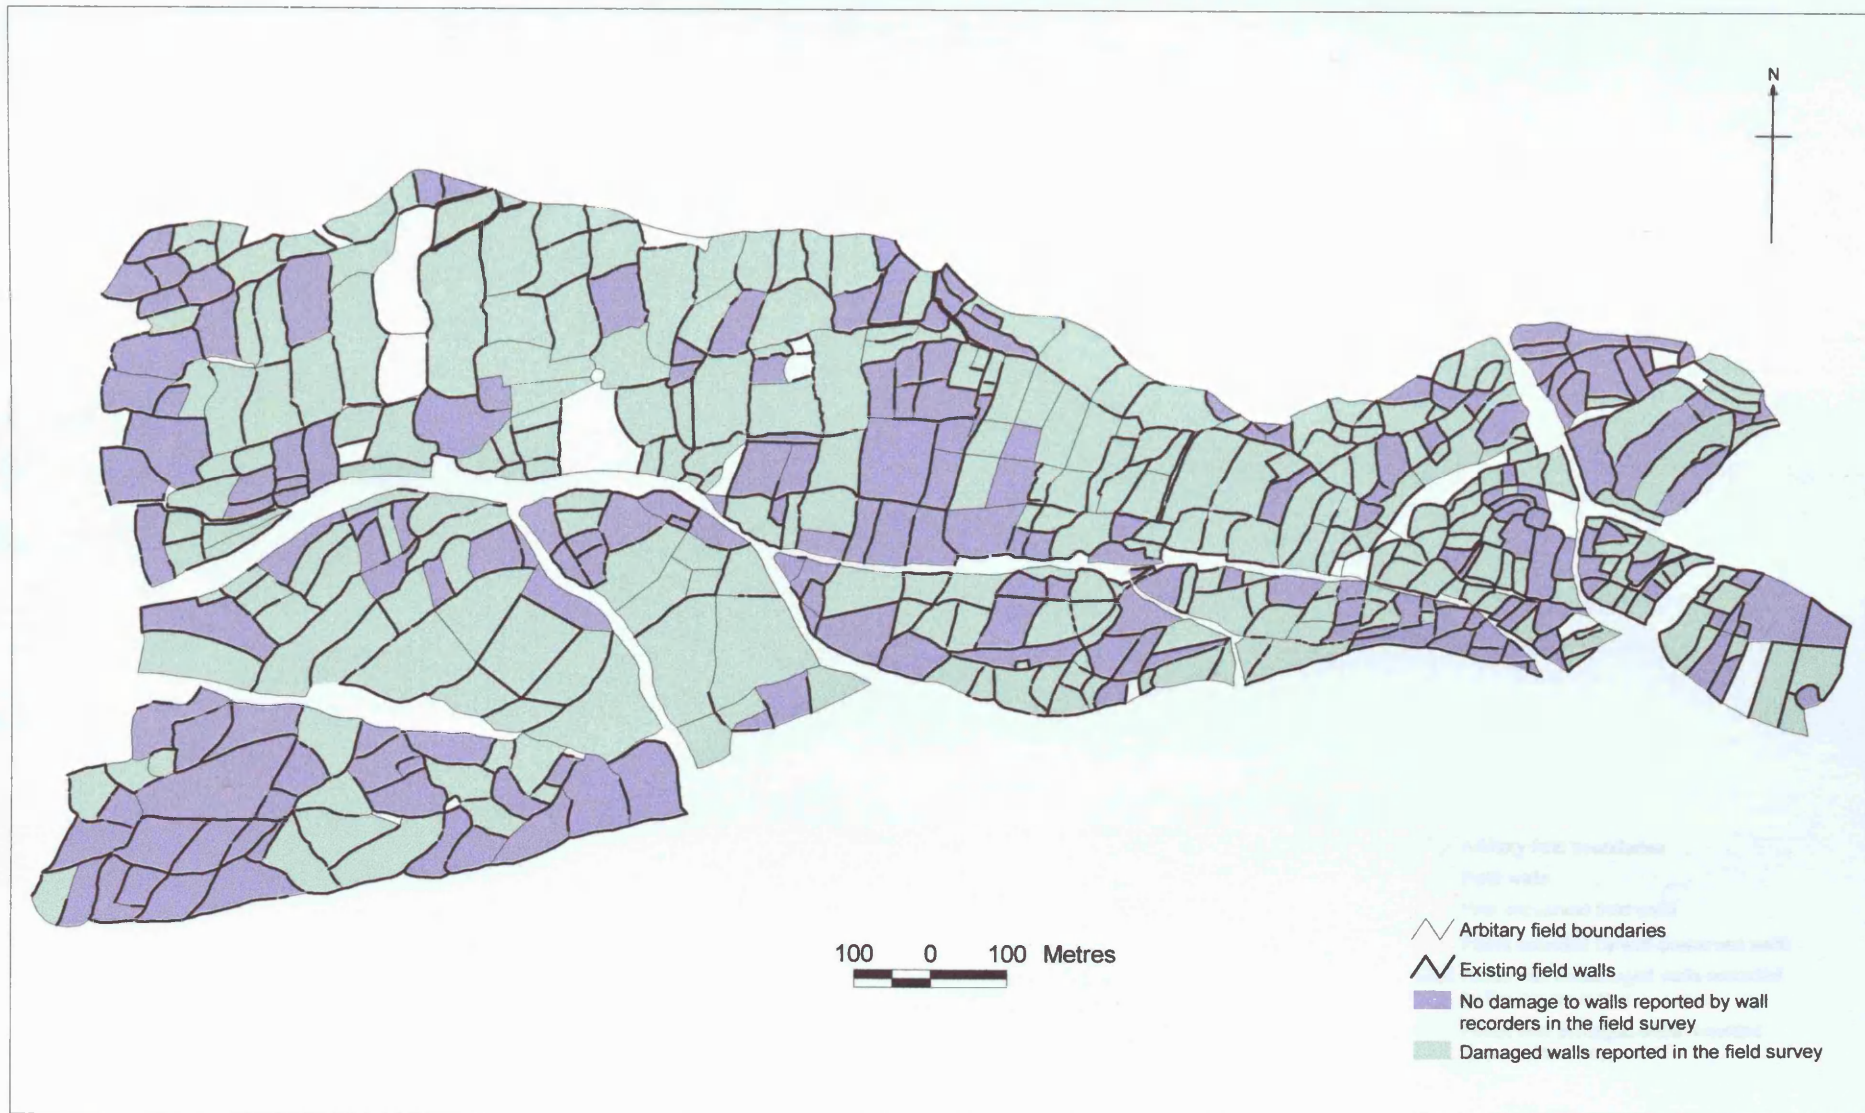 N
100 0 100 Metres
Arbitary field boundaries
Existing field walls
No damage to walls reported by wall
recorders in the field survey
Damaged walls reported in the field survey